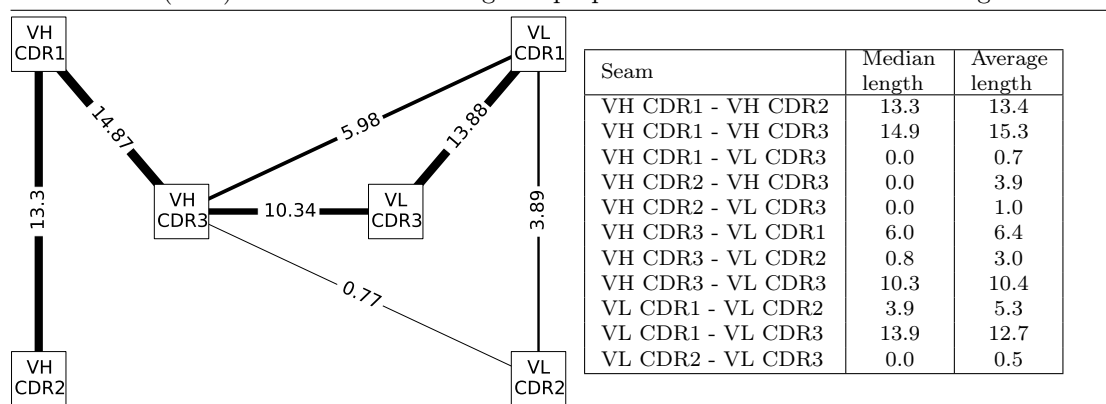 VH
CDR1
VL
CDR1
14.87
5.98
13.88
13.3
VH
CDR3
10.34
VL
CDR3
3.89
0.77
VH
CDR2
VL
CDR2
Seam Median length Average length
VH CDR1 - VH CDR2 13.3 13.4
VH CDR1 - VH CDR3 14.9 15.3
VH CDR1 - VL CDR3 0.0 0.7
VH CDR2 - VH CDR3 0.0 3.9
VH CDR2 - VL CDR3 0.0 1.0
VH CDR3 - VL CDR1 6.0 6.4
VH CDR3 - VL CDR2 0.8 3.0
VH CDR3 - VL CDR3 10.3 10.4
VL CDR1 - VL CDR2 3.9 5.3
VL CDR1 - VL CDR3 13.9 12.7
VL CDR2 - VL CDR3 0.0 0.5